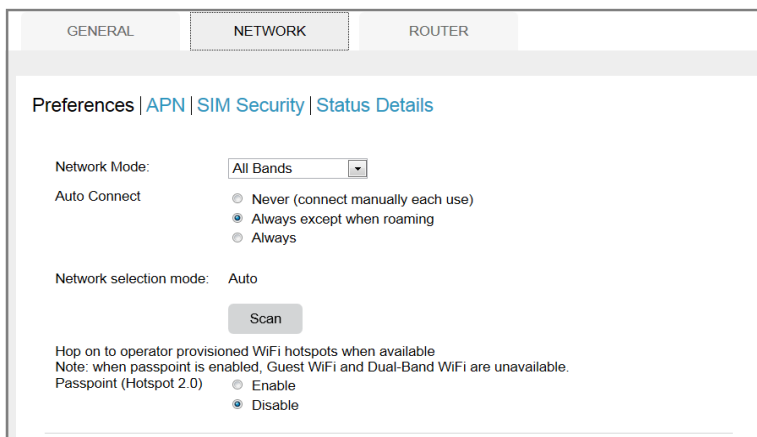 GENERAL NETWORK ROUTER
Preferences | APN | SIM Security | Status Details
Network Mode: All Bands
Auto Connect Never (connect manually each use)
Always except when roaming
Always
Network selection mode: Auto
Scan
Hop on to operator provisioned WiFi hotspots when available
Note: when passpoint is enabled, Guest WiFi and Dual-Band WiFi are unavailable.
Passpoint (Hotspot 2.0) Enable
Disable